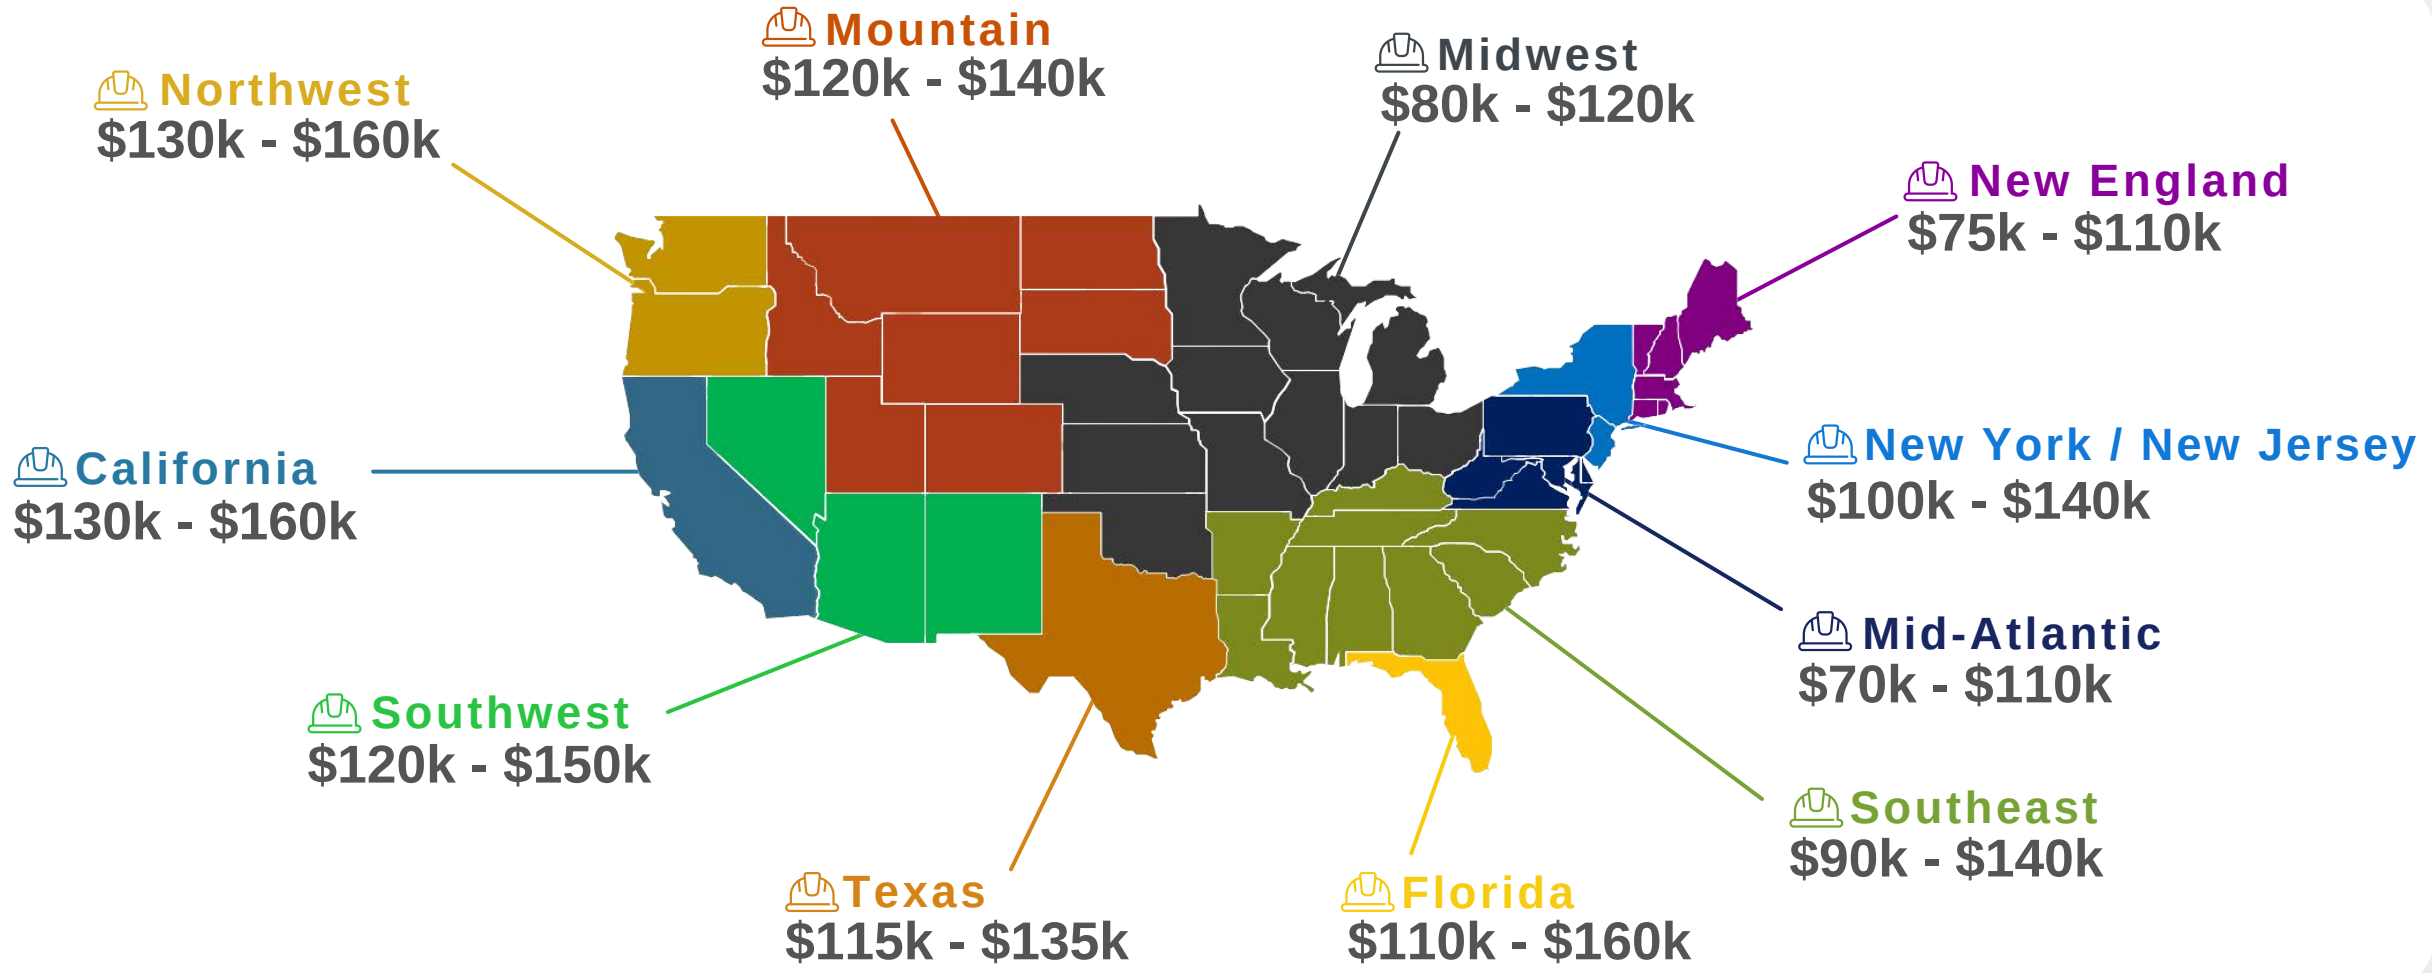 Mountain
$120k - $140k
Midwest
$80k - $120k
Northwest
$130k - $160k
New England
$75k - $110k
California
$130k - $160k
New York / New Jersey
$100k - $140k
Mid-Atlantic
$70k - $110k
Southwest
$120k - $150k
Southeast
$90k - $140k
Texas
$115k - $135k
Florida
$110k - $160k